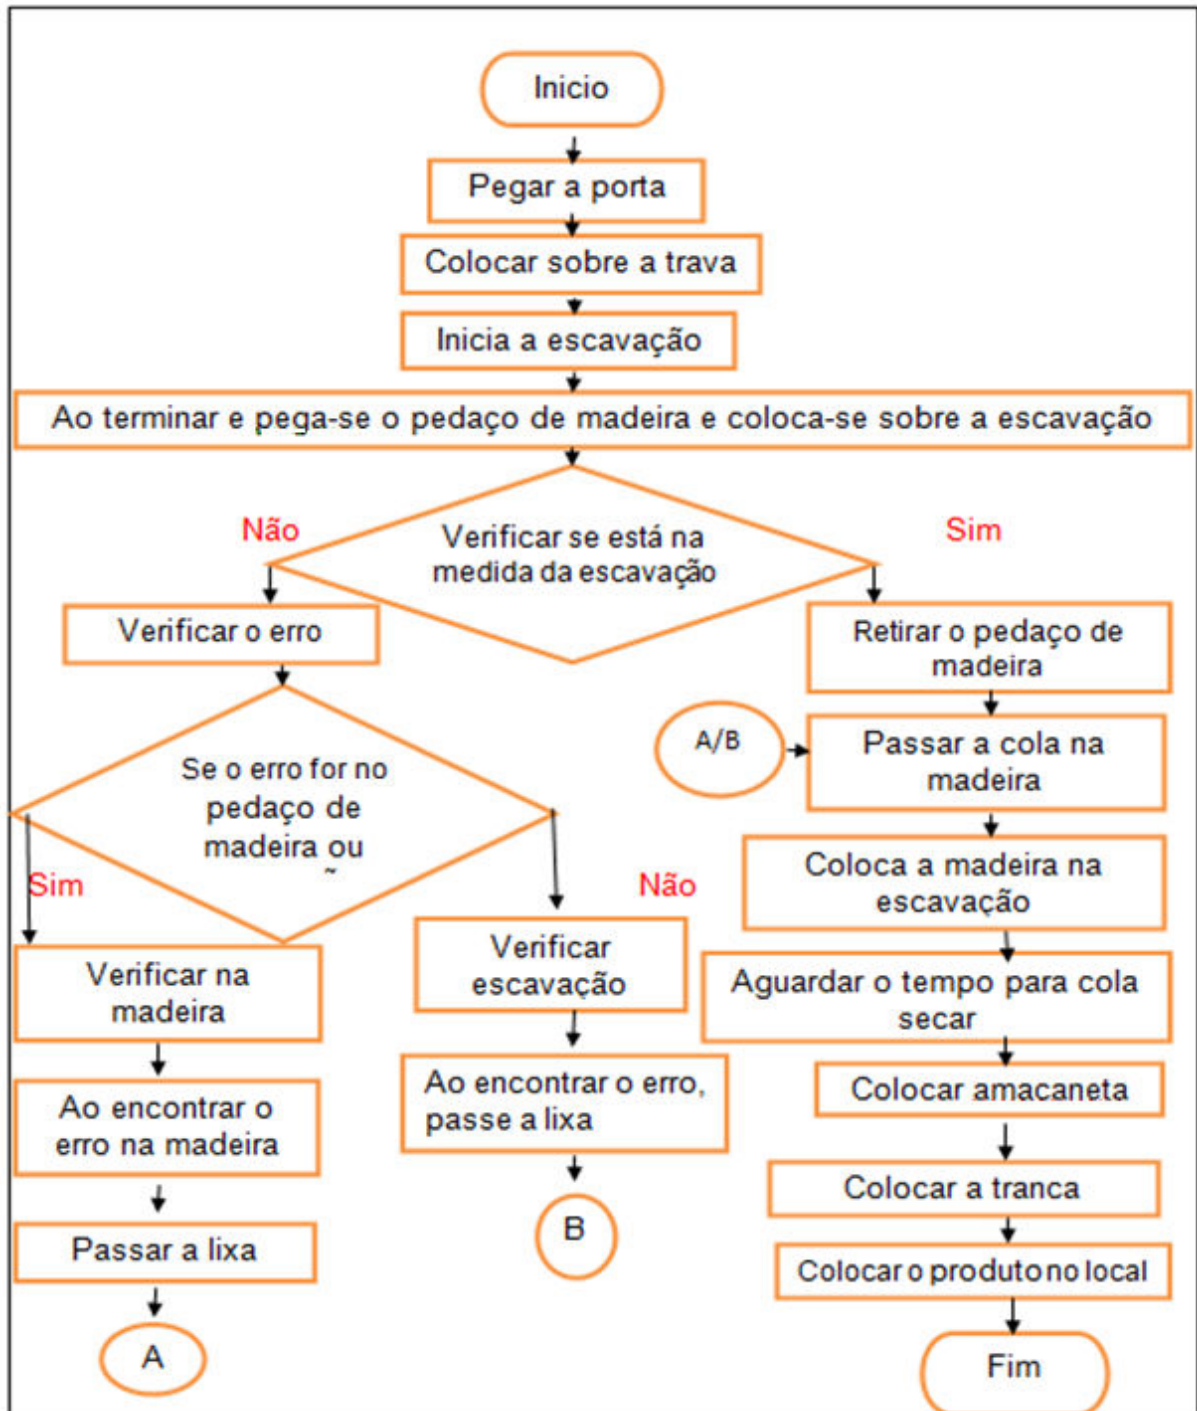 Inicio
Pegar a porta
Colocar sobre a trava
Inicia a escavação
Ao terminar e pega-se o pedaço de madeira e coloca-se sobre a escavação
Não
Verificar se está na
medida da escavação
Sim
Verificar o erro
Se o erro for no
pedaço de
madeira ou
Sim
Não
Verificar na
madeira
Ao encontrar o
erro na madeira
Passar a lixa
A
Verificar
escavação
Ao encontrar o erro,
passe a lixa
B
Retirar o pedaço de
madeira
A/B
Passar a cola na
madeira
Coloca a madeira na
escavação
Aguardar o tempo para cola
secar
Colocar amacaneta
Colocar a tranca
Colocar o produto no local
Fim